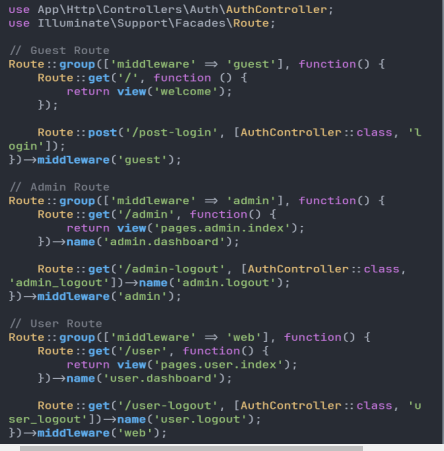 use App\Http\Controllers\Auth\AuthController;
use Illuminate\Support\Facades\Route;
// Guest Route
Route::group(['middleware' => 'guest'], function() {
Route::get('/', function () {
return view('welcome');
});
Route::post('/post-login', [AuthController::class, 'l
ogin']);
})->middleware('guest');
// Admin Route
Route::group(['middleware' => 'admin'], function() {
Route::get('/admin', function() {
return view('pages.admin.index');
})->name('admin.dashboard');
Route::get('/admin-logout', [AuthController::class,
'admin_logout'])->name('admin.logout');
})->middleware('admin');
// User Route
Route::group(['middleware' => 'web'], function() {
Route::get('/user', function() {
return view('pages.user.index');
})->name('user.dashboard');
Route::get('/user-logout', [AuthController::class, 'u
ser_logout'])->name('user.logout');
})->middleware('web');